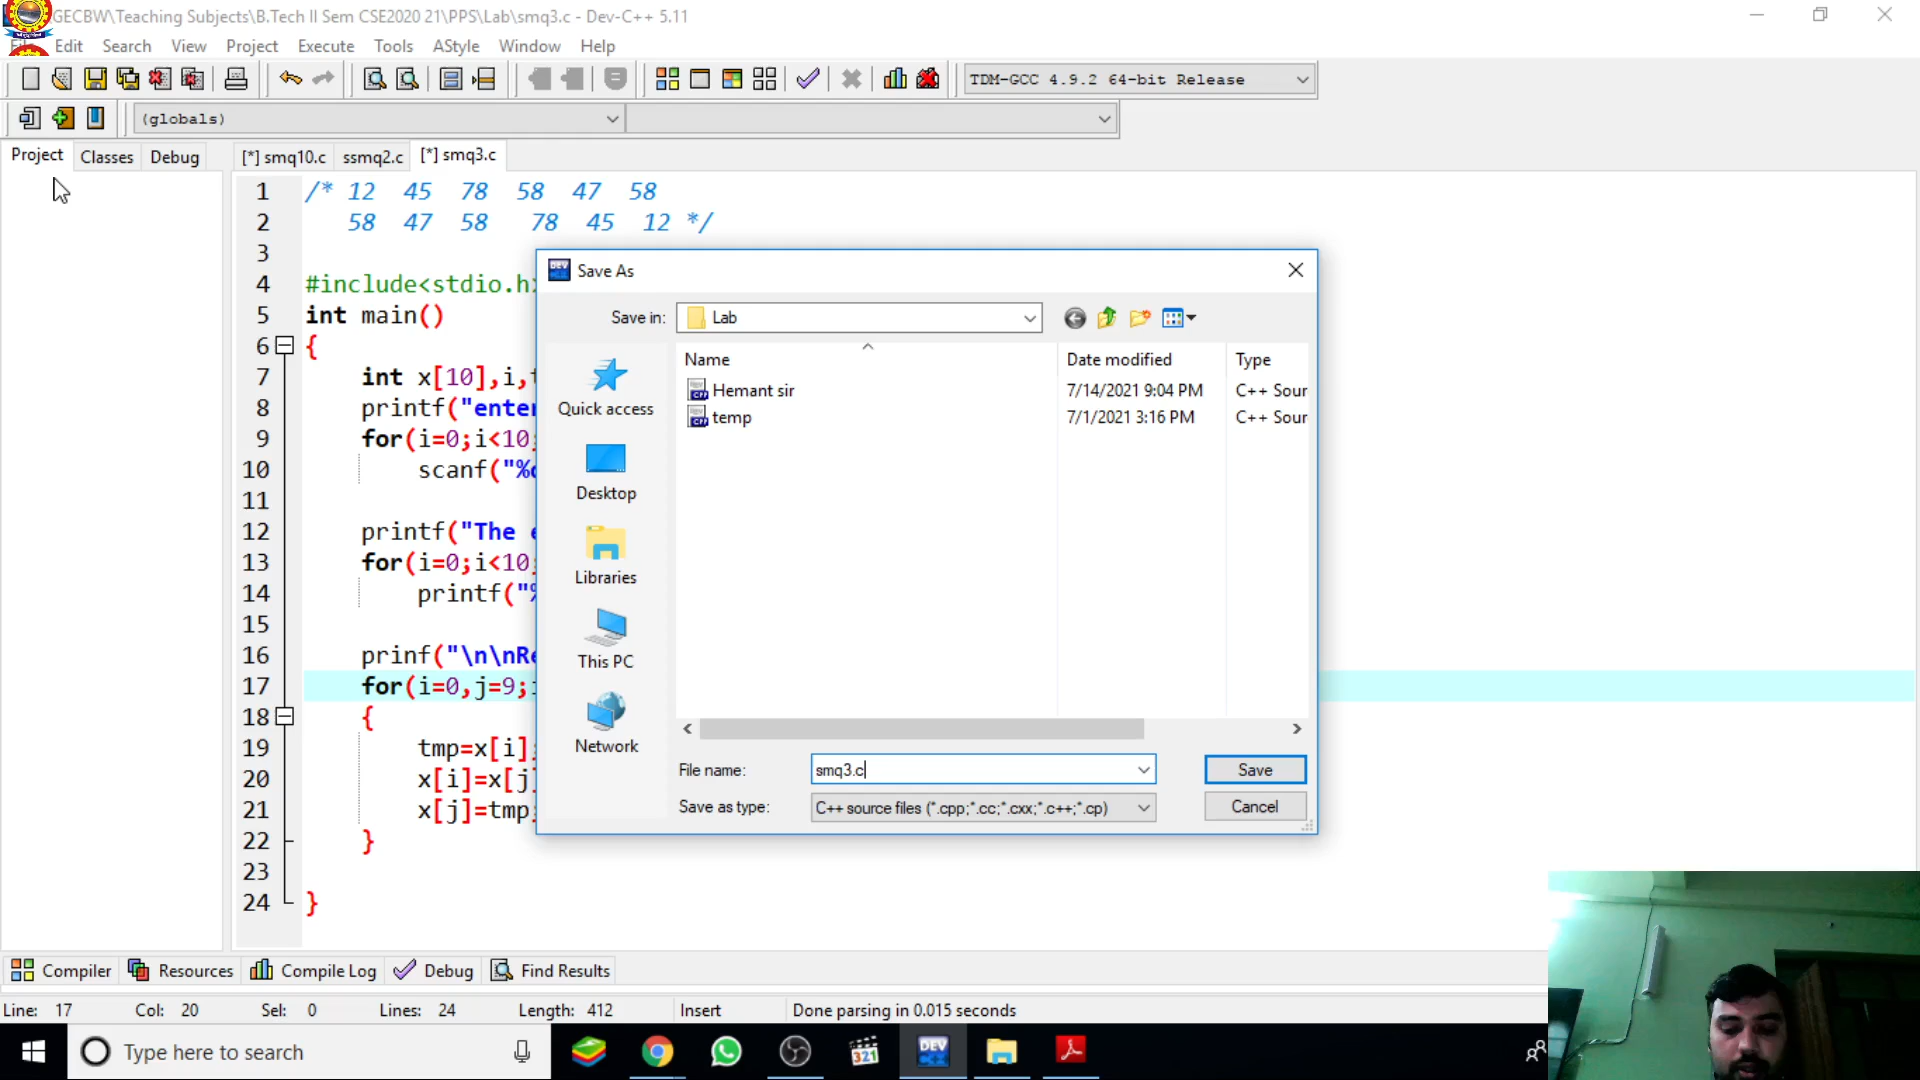 GECBW\Teaching Subjects\B.Tech II Sem CSE2020 21\PPS\Lab\smq3.c - Dev-C++ 5.11
Edit Search View Project Execute Tools AStyle Window Help
TDM-GCC 4.9.2 64-bit Release
(globals)
Project Classes Debug [*] smq10.c ssmq2.c [*] smq3.c
1 /* 12 45 78 58 47 58
2 58 47 58 78 45 12 */
3
4 #include<stdio.h>
5 int main()
6 {
7 int x[10],i,
8 printf("enter
9 for(i=0;i<10;
10 scanf("%
11
12 printf("The
13 for(i=0;i<10;
14 printf("%
15
16 prinf("\n\nRe
17 for(i=0,j=9;
18 {
19 tmp=x[i];
20 x[i]=x[j]
21 x[j]=tmp;
22 }
23
24 }
Save As
Save in: Lab
Name Date modified Type
Hemant sir 7/14/2021 9:04 PM C++ Sour
temp 7/1/2021 3:16 PM C++ Sour
Quick access
Desktop
Libraries
This PC
Network
File name: smq3.c Save
Save as type: C++ source files (*.cpp;*.cc;*.cxx;*.c++;*.cp) Cancel
Compiler Resources Compile Log Debug Find Results
Line: 17 Col: 20 Sel: 0 Lines: 24 Length: 412 Insert Done parsing in 0.015 seconds
Type here to search
321
DEV C++